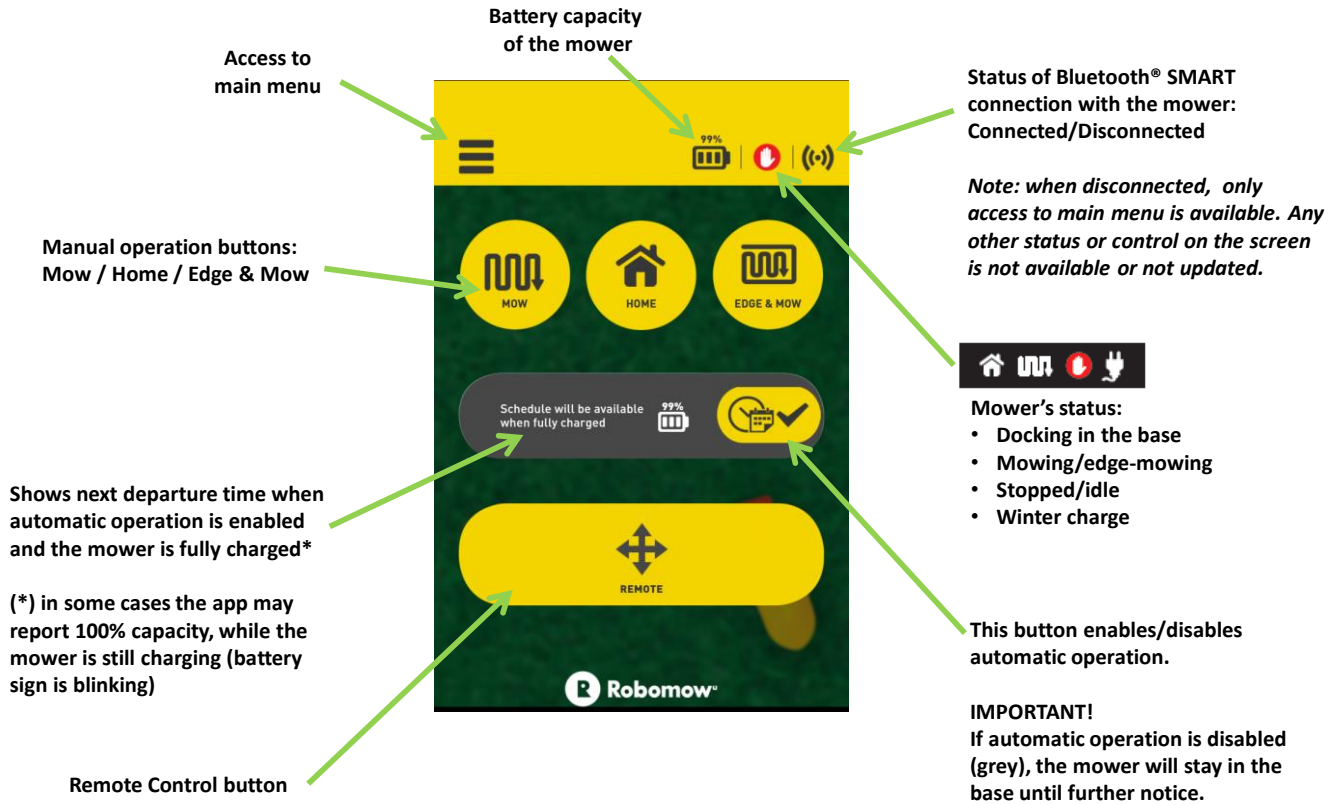 Battery capacity
of the mower
Access to
main menu
Status of Bluetooth® SMART
connection with the mower:
Connected/Disconnected
Note: when disconnected, only
access to main menu is available. Any
other status or control on the screen
is not available or not updated.
99%
Manual operation buttons:
Mow / Home / Edge & Mow
MOW
HOME
EDGE & MOW
Mower's status:
• Docking in the base
• Mowing/edge-mowing
• Stopped/idle
• Winter charge
Schedule will be available
when fully charged
99%
Shows next departure time when
automatic operation is enabled
and the mower is fully charged*
(*) in some cases the app may
report 100% capacity, while the
mower is still charging (battery
sign is blinking)
REMOTE
This button enables/disables
automatic operation.
IMPORTANT!
If automatic operation is disabled
(grey), the mower will stay in the
base until further notice.
R Robomow
Remote Control button